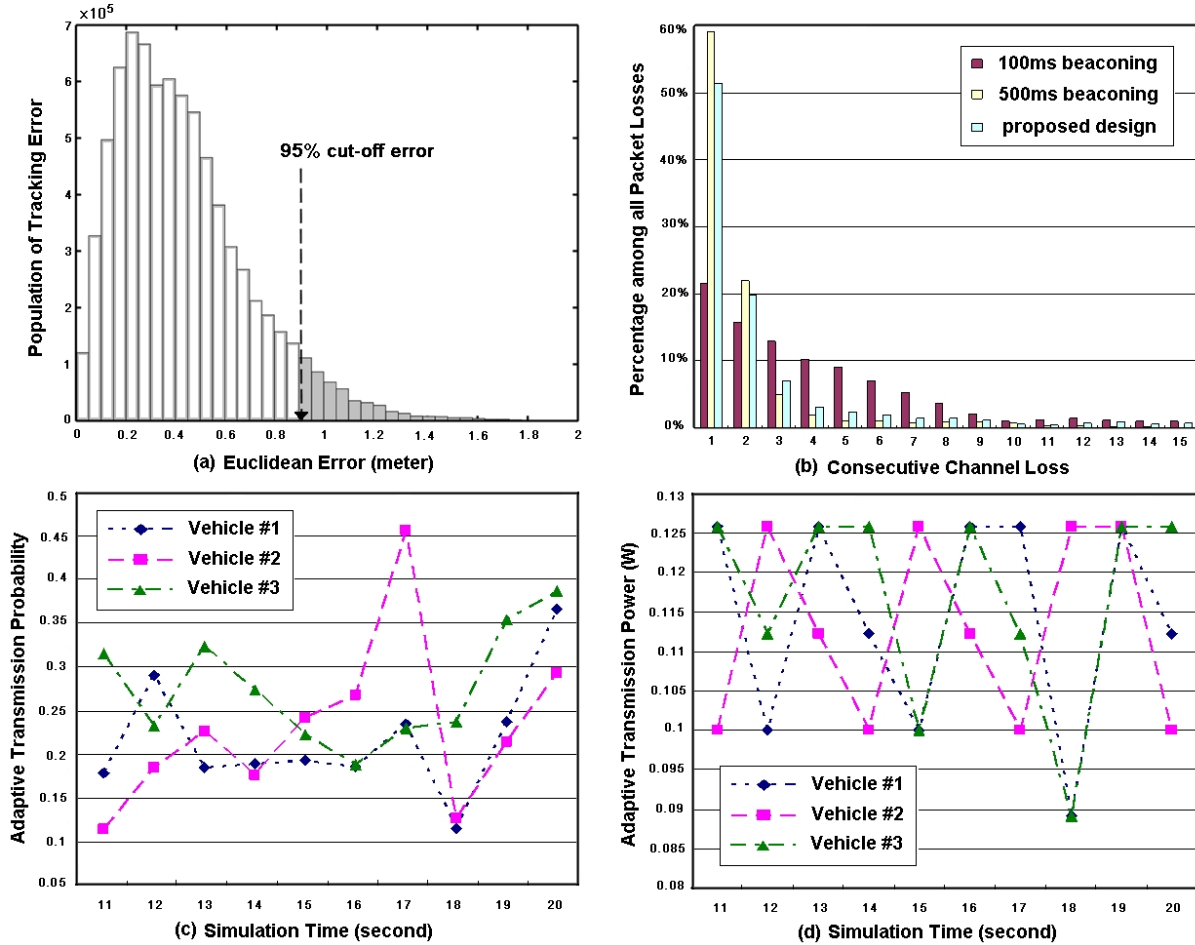 ×10⁵
7
6
5
4
3
2
1
0
Population of Tracking Error
95% cut-off error
0 0.2 0.4 0.6 0.8 1 1.2 1.4 1.6 1.8 2
(a) Euclidean Error (meter)
60%
50%
40%
30%
20%
10%
0%
Percentage among all Packet Losses
100ms beaconing
500ms beaconing
proposed design
1 2 3 4 5 6 7 8 9 10 11 12 13 14 15
(b) Consecutive Channel Loss
0.5
0.45
0.4
0.35
0.3
0.25
0.2
0.15
0.1
0.05
Adaptive Transmission Probability
Vehicle #1
Vehicle #2
Vehicle #3
11 12 13 14 15 16 17 18 19 20
(c) Simulation Time (second)
0.13
0.125
0.12
0.115
0.11
0.105
0.1
0.095
0.09
0.085
0.08
Adaptive Transmission Power (W)
Vehicle #1
Vehicle #2
Vehicle #3
11 12 13 14 15 16 17 18 19 20
(d) Simulation Time (second)